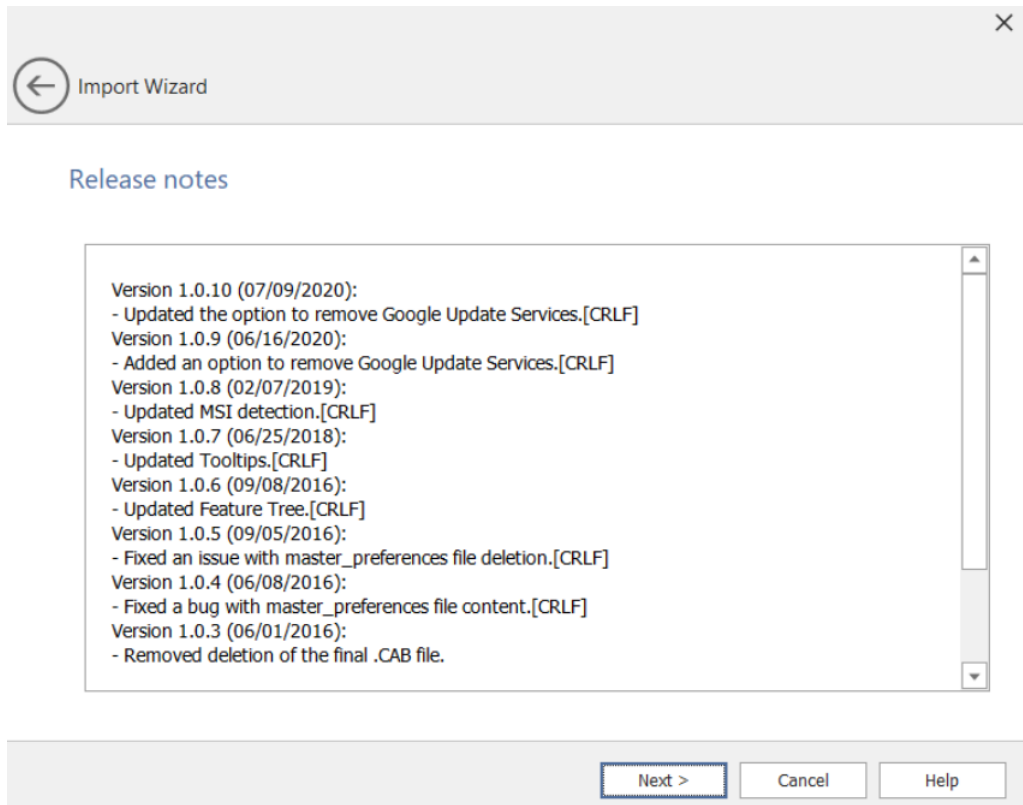 Import Wizard
Release notes
Version 1.0.10 (07/09/2020):
- Updated the option to remove Google Update Services.[CRLF]
Version 1.0.9 (06/16/2020):
- Added an option to remove Google Update Services.[CRLF]
Version 1.0.8 (02/07/2019):
- Updated MSI detection.[CRLF]
Version 1.0.7 (06/25/2018):
- Updated Tooltips.[CRLF]
Version 1.0.6 (09/08/2016):
- Updated Feature Tree.[CRLF]
Version 1.0.5 (09/05/2016):
- Fixed an issue with master_preferences file deletion.[CRLF]
Version 1.0.4 (06/08/2016):
- Fixed a bug with master_preferences file content.[CRLF]
Version 1.0.3 (06/01/2016):
- Removed deletion of the final .CAB file.
Next > Cancel Help